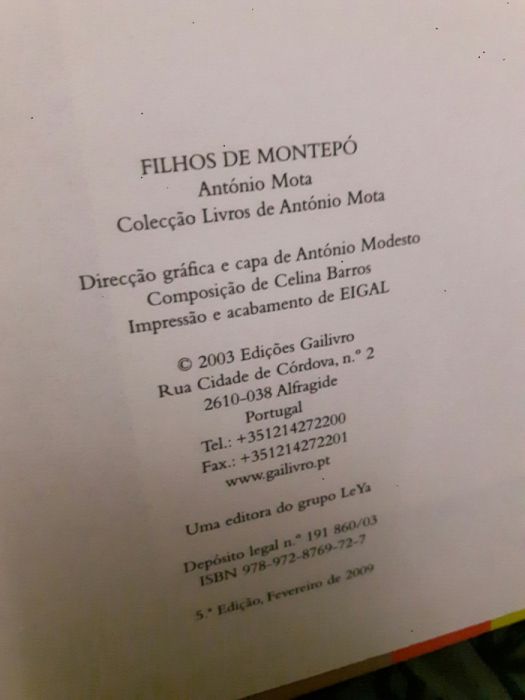 FILHOS DE MONTEPÓ
António Mota
Colecção Livros de António Mota
Direcção gráfica e capa de António Modesto
Composição de Celina Barros
Impressão e acabamento de EIGAL
© 2003 Edições Gailivro
Rua Cidade de Córdova, n.º 2
2610-038 Alfragide
Portugal
Tel.: +351214272200
Fax.: +351214272201
www.gailivro.pt
Uma editora do grupo LeYa
Depósito legal n.º 191 860/03
ISBN 978-972-8769-72-7
5.ª Edição, Fevereiro de 2009